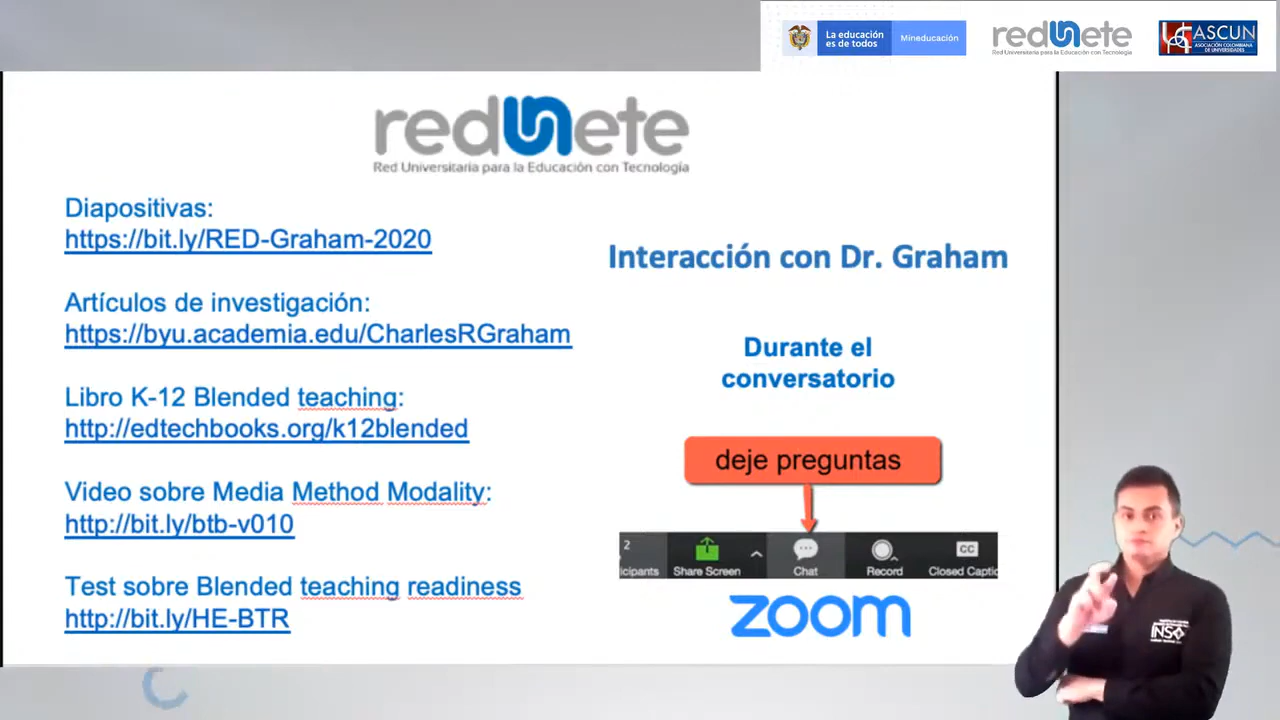 La educación
es de todos
Mineducación
redunete
Red Universitaria para la Educación con Tecnología
ASCUN
ASOCIACIÓN COLOMBIANA
DE UNIVERSIDADES
redunete
Red Universitaria para la Educación con Tecnología
Diapositivas:
https://bit.ly/RED-Graham-2020
Artículos de investigación:
https://byu.academia.edu/CharlesRGraham
Libro K-12 Blended teaching:
http://edtechbooks.org/k12blended
Video sobre Media Method Modality:
http://bit.ly/btb-v010
Test sobre Blended teaching readiness
http://bit.ly/HE-BTR
Interacción con Dr. Graham
Durante el
conversatorio
deje preguntas
2
icipants Share Screen Chat Record CC Closed Captio
zoom
INSOR